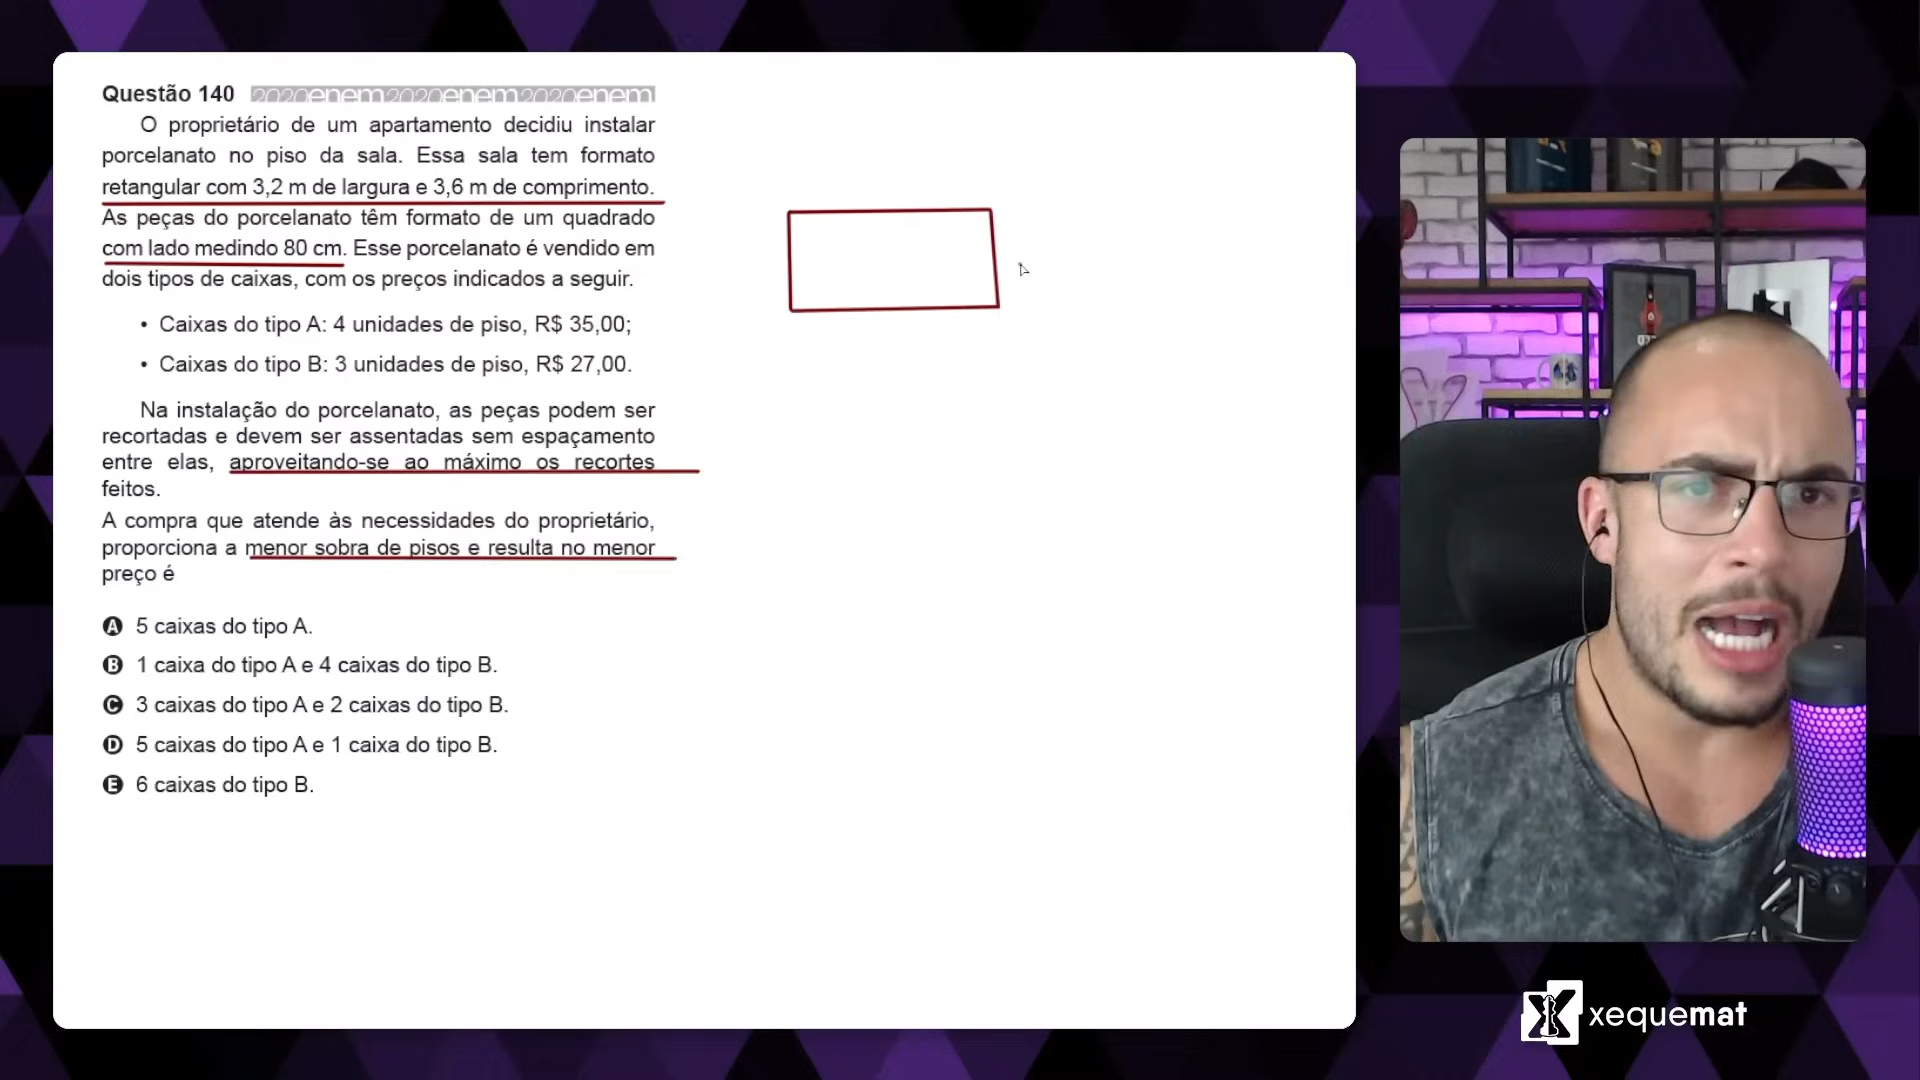 Questão 140 2020enem2020enem2020enem
O proprietário de um apartamento decidiu instalar
porcelanato no piso da sala. Essa sala tem formato
retangular com 3,2 m de largura e 3,6 m de comprimento.
As peças do porcelanato têm formato de um quadrado
com lado medindo 80 cm. Esse porcelanato é vendido em
dois tipos de caixas, com os preços indicados a seguir.
• Caixas do tipo A: 4 unidades de piso, R$ 35,00;
• Caixas do tipo B: 3 unidades de piso, R$ 27,00.
Na instalação do porcelanato, as peças podem ser
recortadas e devem ser assentadas sem espaçamento
entre elas, aproveitando-se ao máximo os recortes
feitos.
A compra que atende às necessidades do proprietário,
proporciona a menor sobra de pisos e resulta no menor
preço é
A 5 caixas do tipo A.
B 1 caixa do tipo A e 4 caixas do tipo B.
C 3 caixas do tipo A e 2 caixas do tipo B.
D 5 caixas do tipo A e 1 caixa do tipo B.
E 6 caixas do tipo B.
xequemat